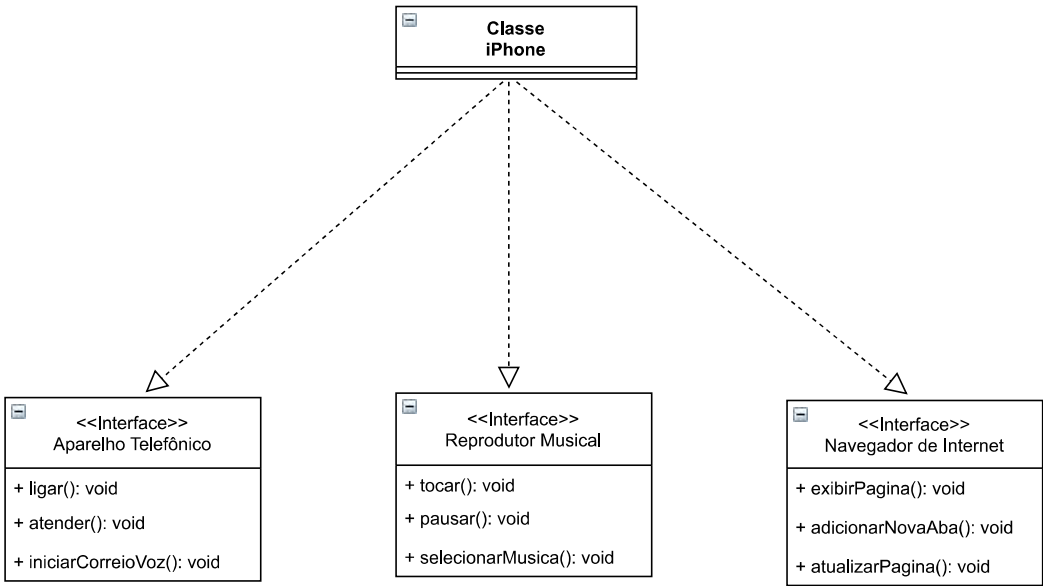 Classe
iPhone
<<Interface>>
Aparelho Telefônico
+ ligar(): void
+ atender(): void
+ iniciarCorreioVoz(): void
<<Interface>>
Reprodutor Musical
+ tocar(): void
+ pausar(): void
+ selecionarMusica(): void
<<Interface>>
Navegador de Internet
+ exibirPagina(): void
+ adicionarNovaAba(): void
+ atualizarPagina(): void